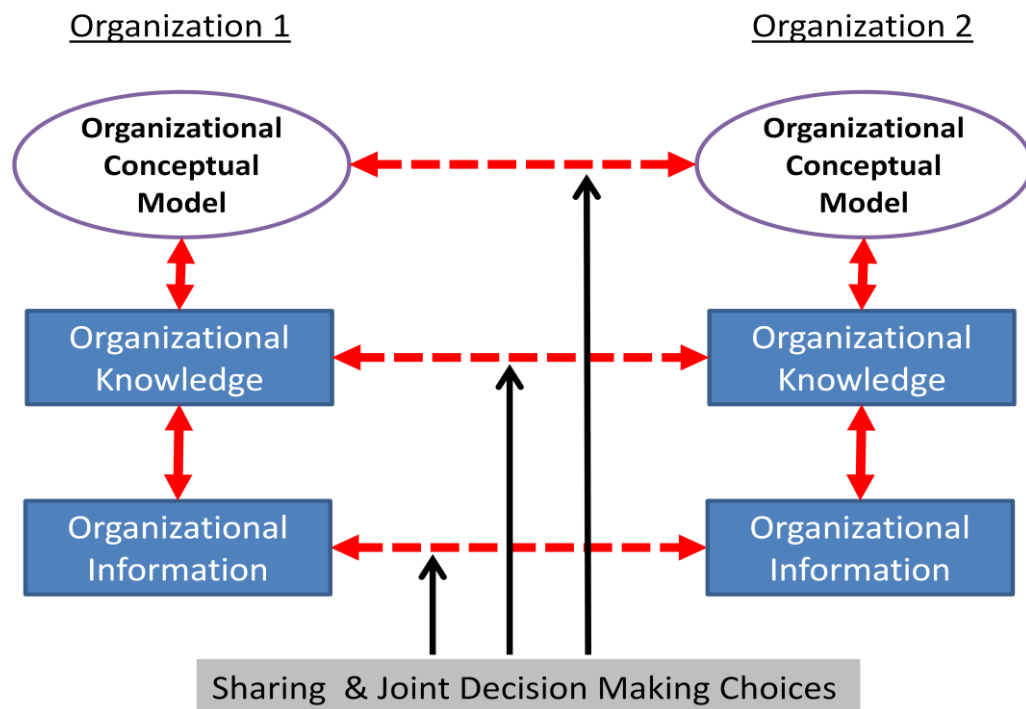 Organization 1
Organization 2
Organizational
Conceptual
Model
Organizational
Conceptual
Model
Organizational
Knowledge
Organizational
Knowledge
Organizational
Information
Organizational
Information
Sharing & Joint Decision Making Choices